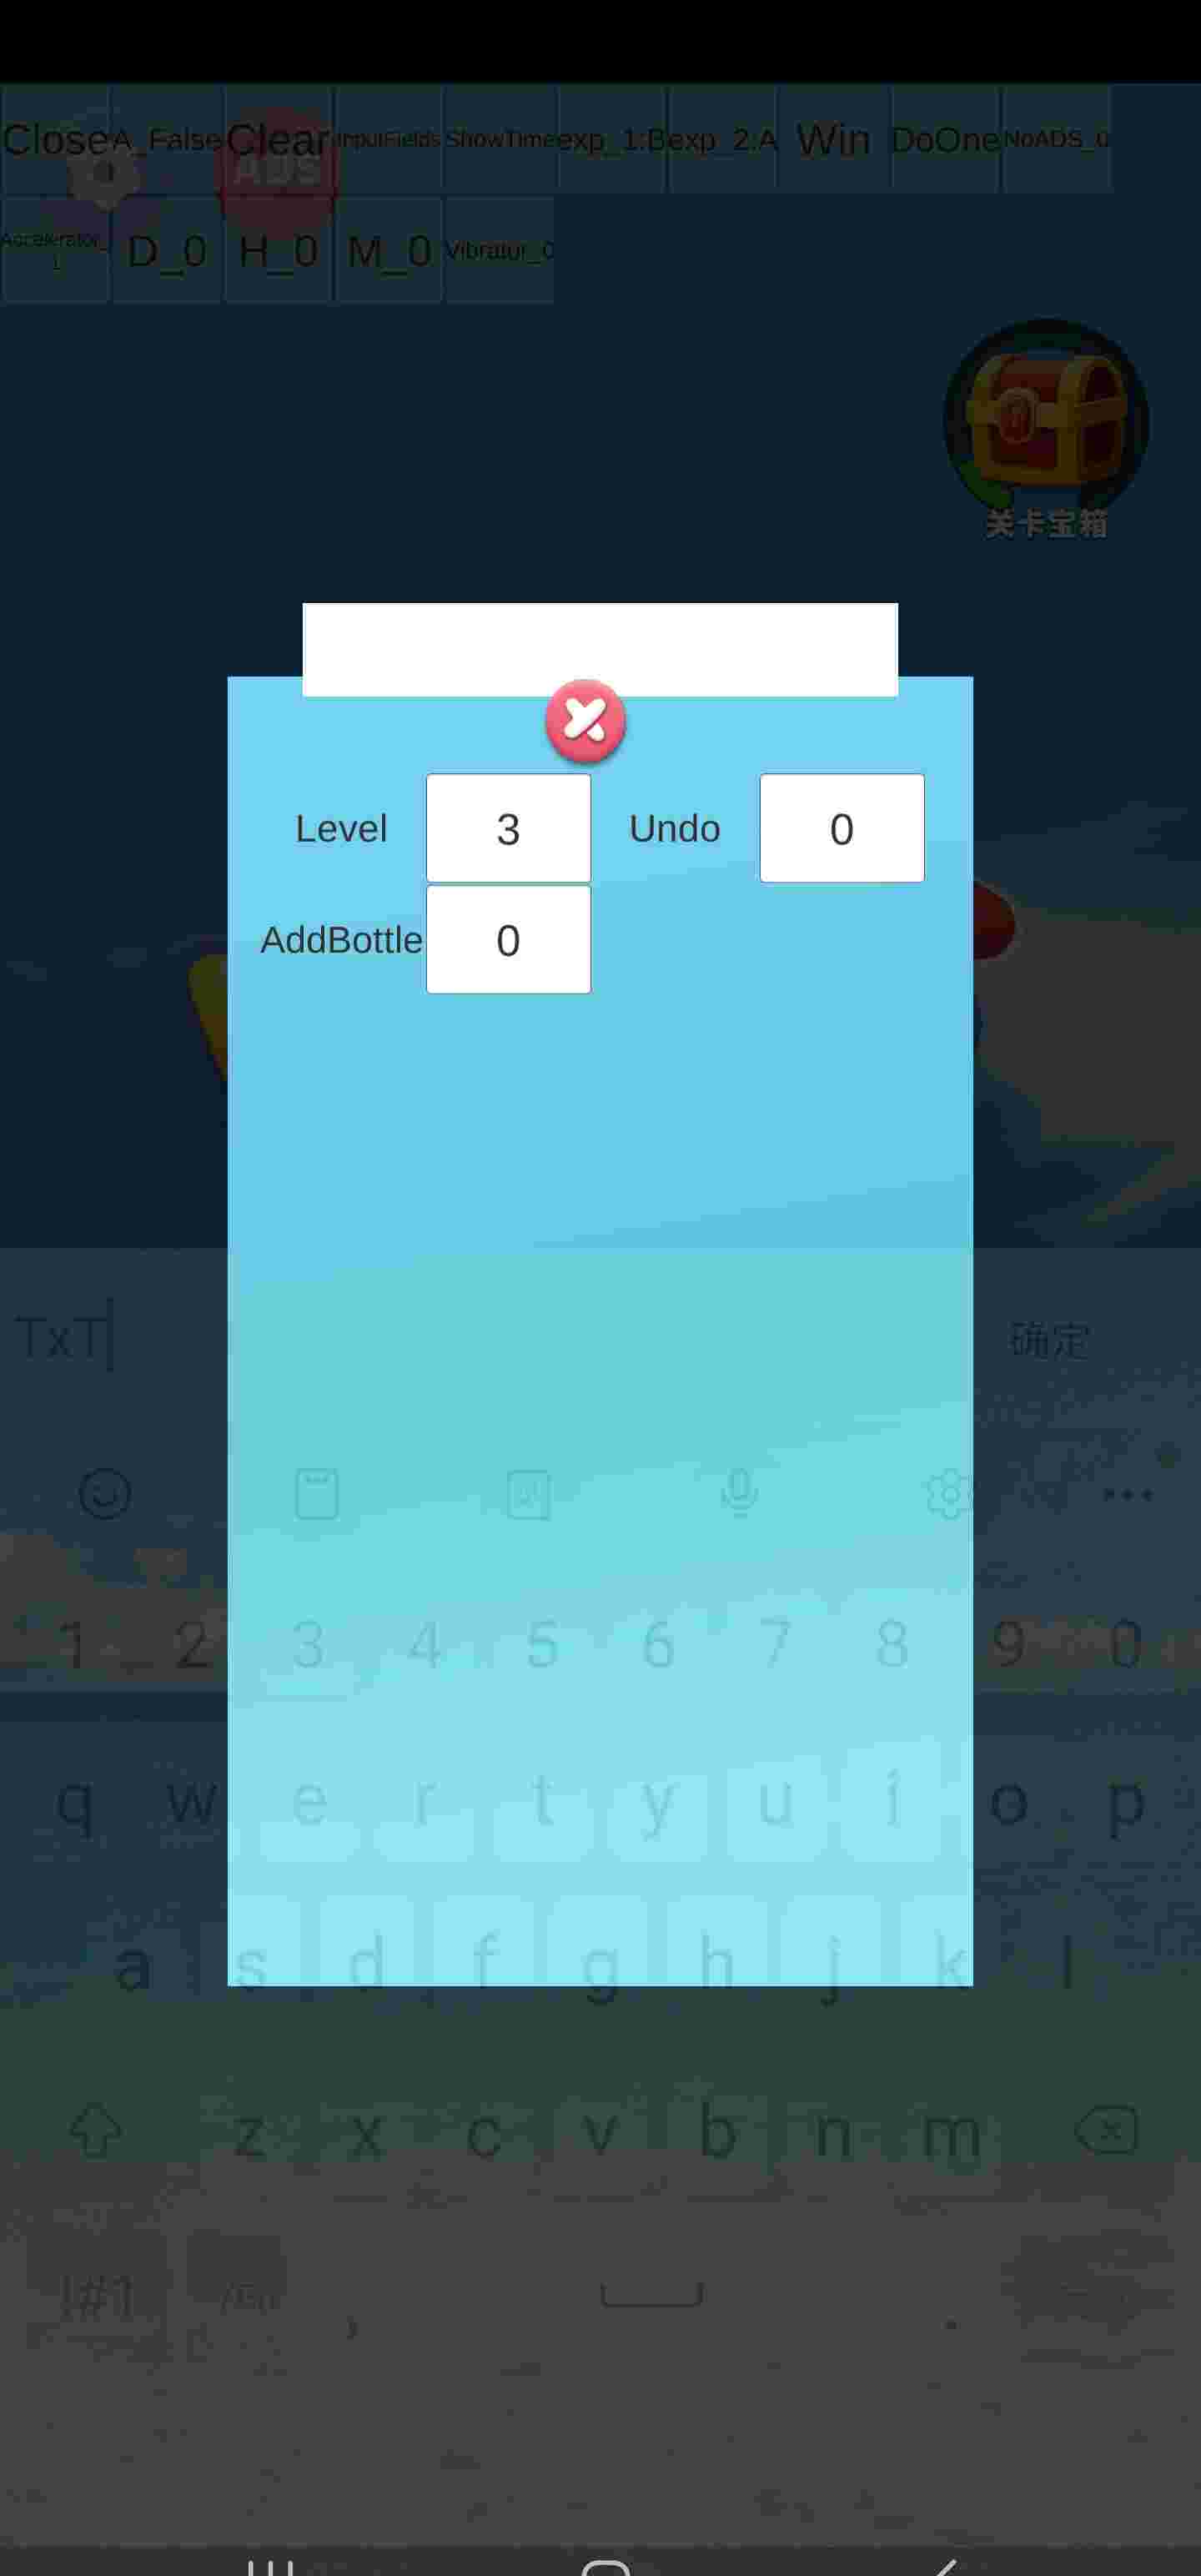 Close A_False Clear InputFields ShowTime exp_1:B exp_2:A Win DoOne NoADS_0
ADS
Accelerator_
1
D_0 H_0 M_0 Vibrator_0
关卡宝箱
Level 3 Undo 0
AddBottle 0
TxT 确定
1 2 3 4 5 6 7 8 9 0
q w e r t y u i o p
a s d f g h j k l
z x c v b n m
!#1 , .